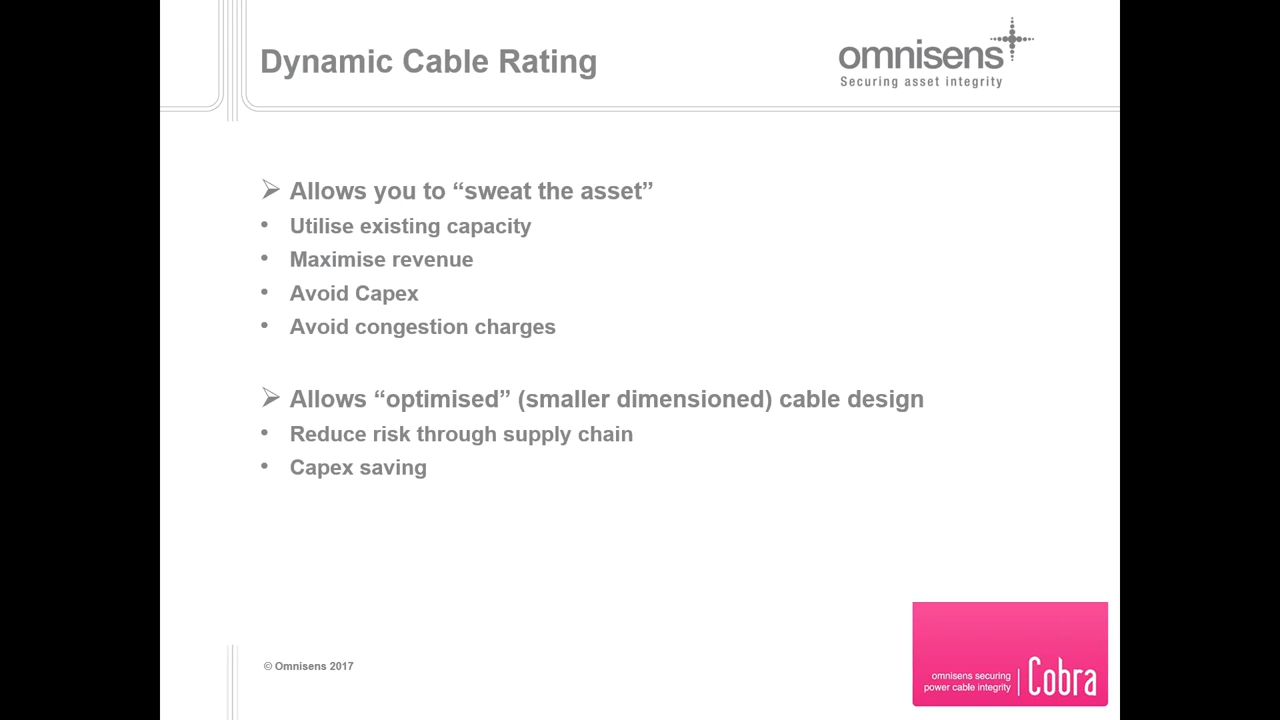 Dynamic Cable Rating
omnisens
Securing asset integrity
Allows you to “sweat the asset”
• Utilise existing capacity
• Maximise revenue
• Avoid Capex
• Avoid congestion charges
Allows “optimised” (smaller dimensioned) cable design
• Reduce risk through supply chain
• Capex saving
© Omnisens 2017
omnisens securing
power cable integrity
Cobra